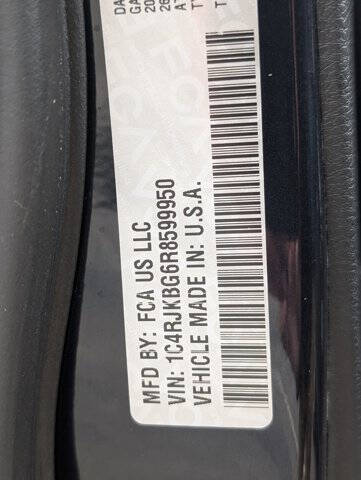 MFD BY: FCA US LLC
VIN: 1C4RJKBG6R8599950
VEHICLE MADE IN: U.S.A.